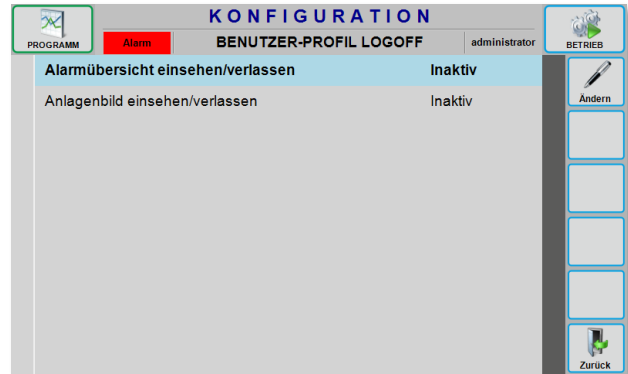 KONFIGURATION
PROGRAMM
Alarm
BENUTZER-PROFIL LOGOFF
administrator
BETRIEB
Alarmübersicht einsehen/verlassen Inaktiv
Anlagenbild einsehen/verlassen Inaktiv
Ändern
Zurück